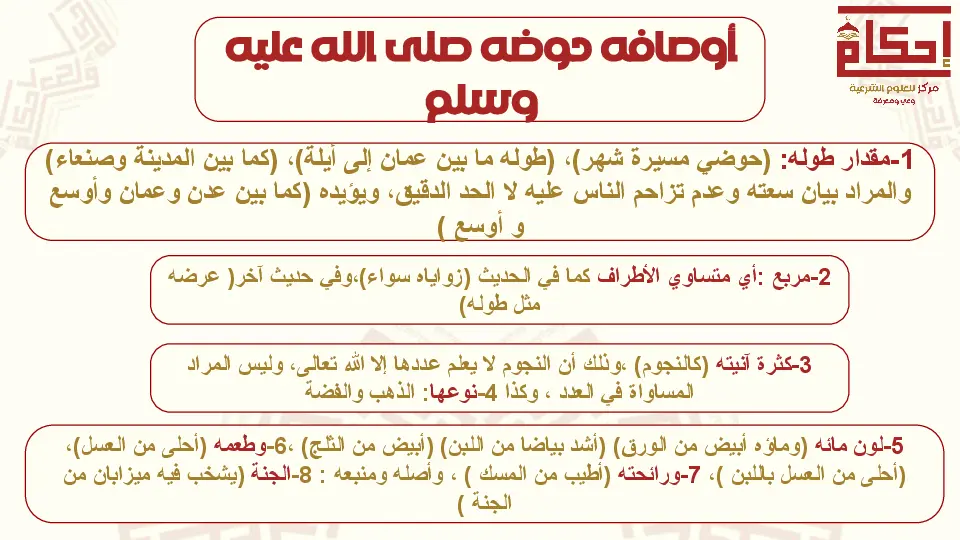 أوصافه حوضه صلى الله عليه
وسلم
إحكام
مركز للعلوم الشرعية
وعي ومعرفة
1-مقدار طوله: (حوضي مسيرة شهر)، (طوله ما بين عمان إلى أيلة)، (كما بين المدينة وصنعاء)
والمراد بيان سعته وعدم تزاحم الناس عليه لا الحد الدقيق، ويؤيده (كما بين عدن وعمان وأوسع
و أوسع )
2-مربع :أي متساوي الأطراف كما في الحديث (زواياه سواء)،وفي حديث آخر( عرضه
مثل طوله)
3-كثرة آنيته (كالنجوم) ،وذلك أن النجوم لا يعلم عددها إلا الله تعالى، وليس المراد
المساواة في العدد ، وكذا 4-نوعها: الذهب والفضة
5-لون مائه (وماؤه أبيض من الورق) (أشد بياضا من اللبن) (أبيض من الثلج) ،6-وطعمه (أحلى من العسل)،
(أحلى من العسل باللبن )، 7-ورائحته (أطيب من المسك ) ، وأصله ومنبعه : 8-الجنة (يشخب فيه ميزابان من
الجنة )